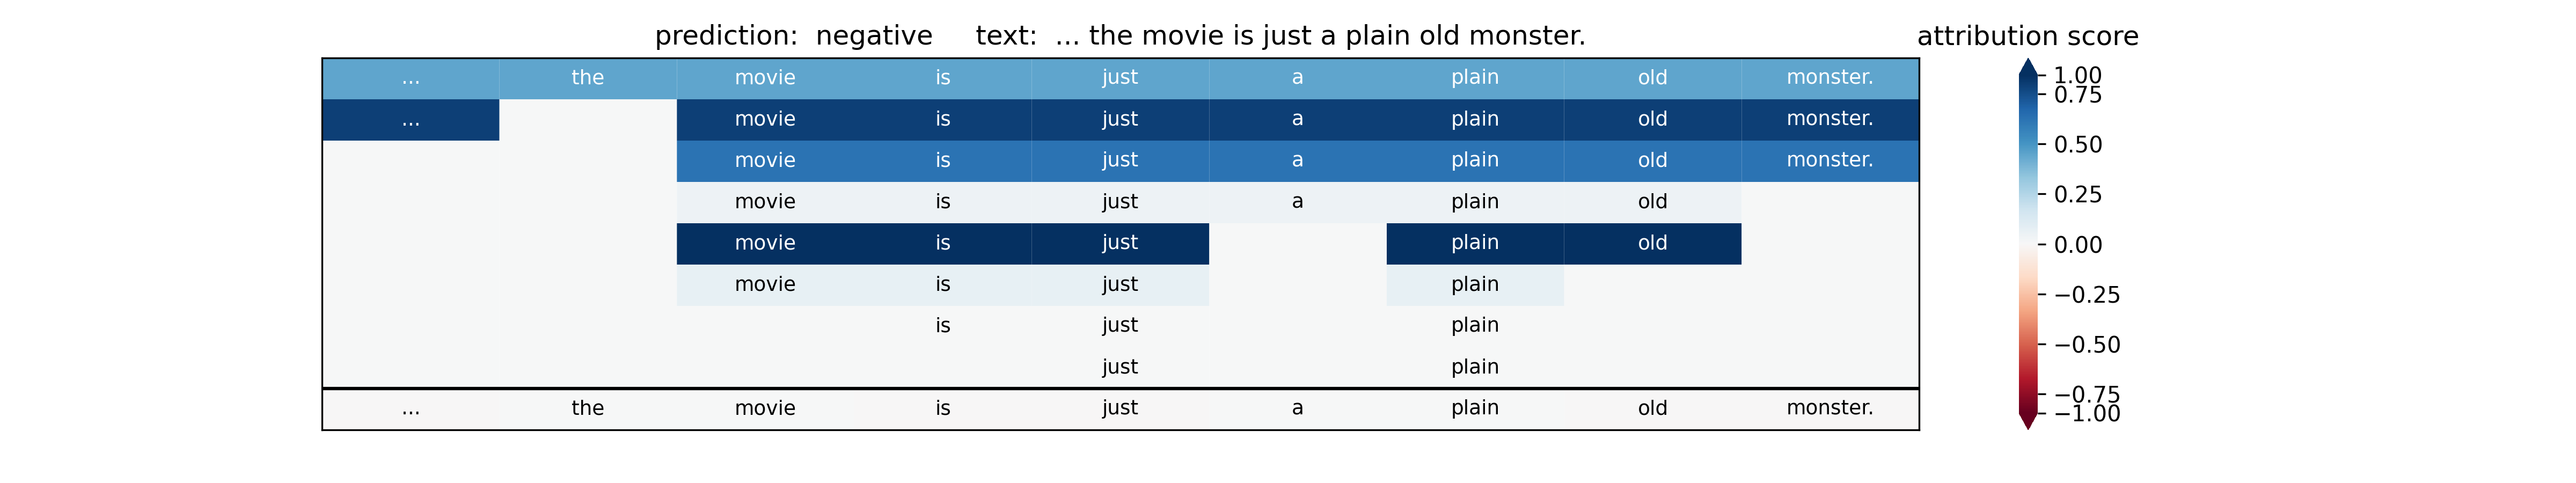 prediction:  negative     text:  ... the movie is just a plain old monster.
attribution score
... the movie is just a plain old monster.
... movie is just a plain old monster.
movie is just a plain old monster.
movie is just a plain old
movie is just plain old
movie is just plain
is just plain
just plain
... the movie is just a plain old monster.
1.00
0.75
0.50
0.25
0.00
−0.25
−0.50
−0.75
−1.00